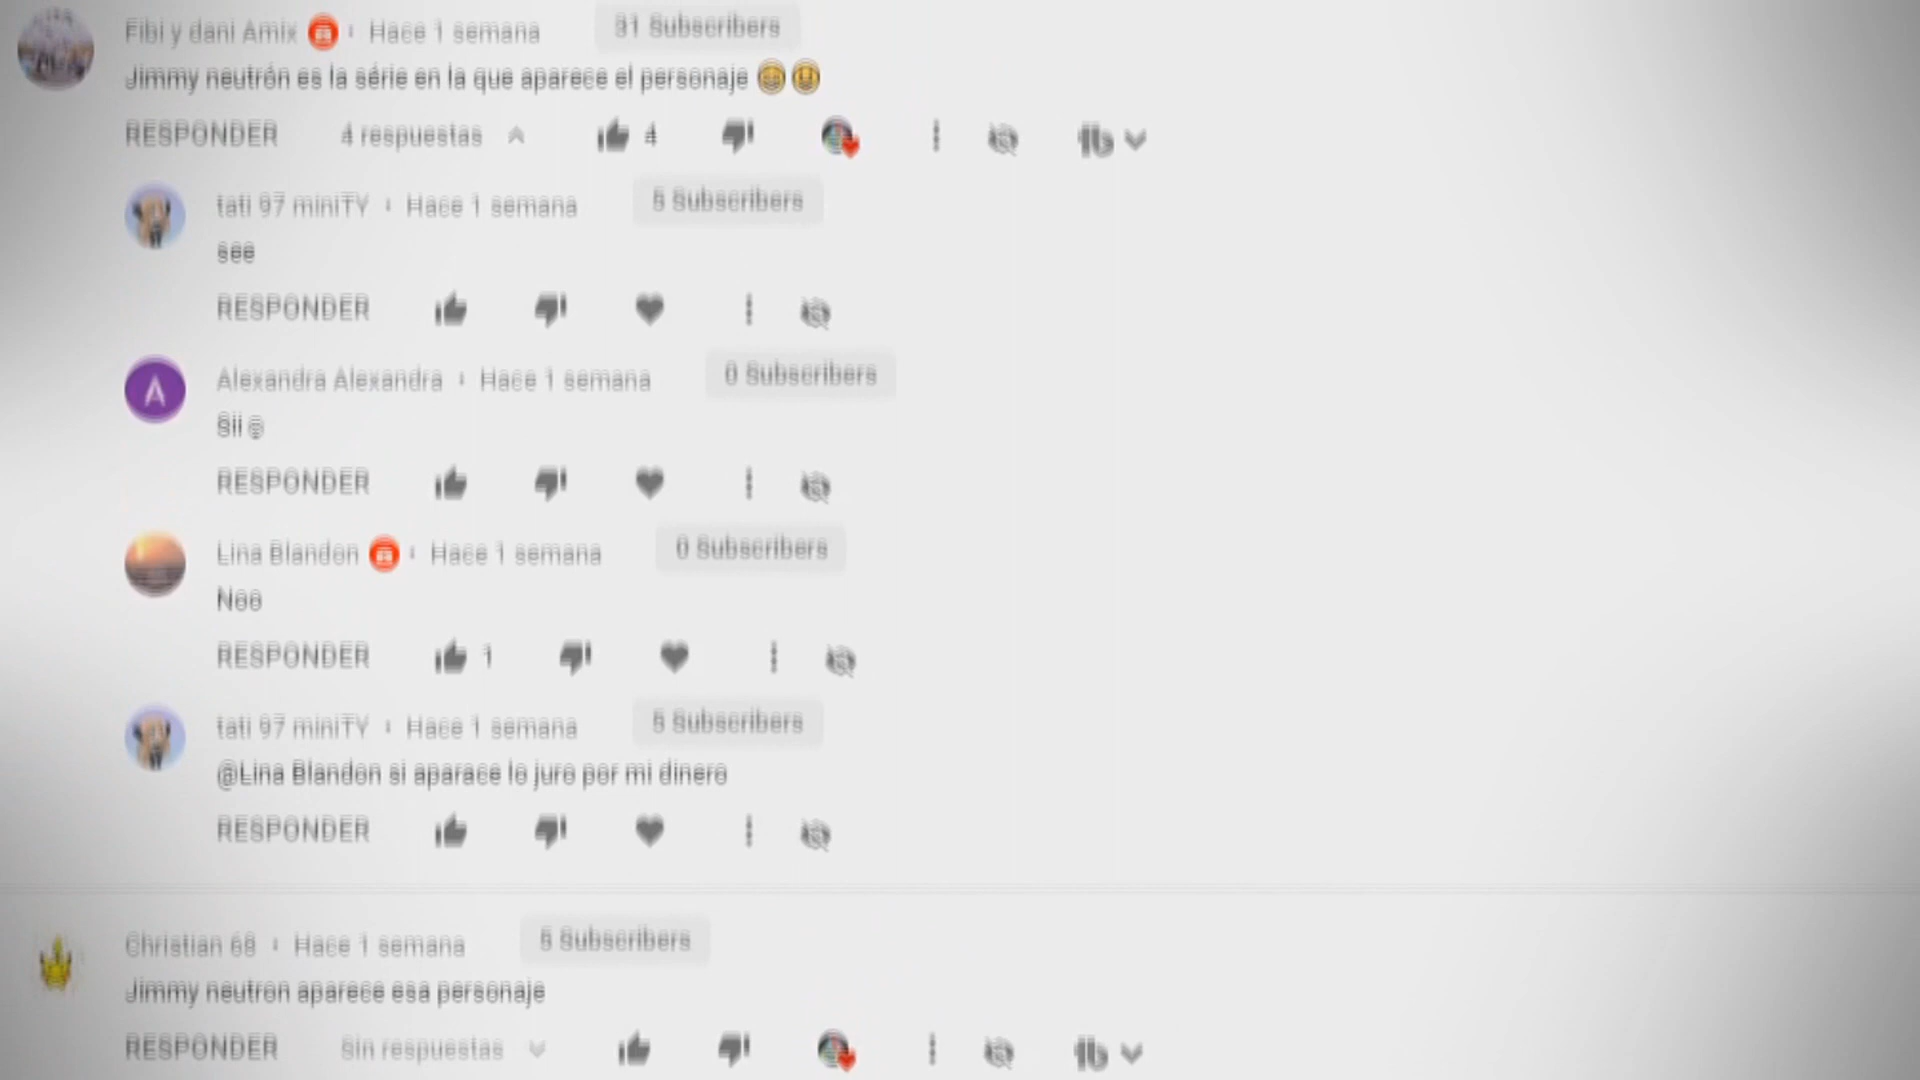 Fibi y dani Amix · Hace 1 semana 31 Subscribers
Jimmy neutrón es la série en la que aparece el personaje
RESPONDER 4 respuestas 4
tati 97 miniTY · Hace 1 semana 5 Subscribers
see
RESPONDER
A Alexandra Alexandra · Hace 1 semana 0 Subscribers
Sii
RESPONDER
Lina Blandon · Hace 1 semana 0 Subscribers
Noo
RESPONDER 1
tati 97 miniTY · Hace 1 semana 5 Subscribers
@Lina Blandon si aparace lo juro por mi dinero
RESPONDER
Christian 68 · Hace 1 semana 5 Subscribers
Jimmy neutron aparece esa personaje
RESPONDER Sin respuestas